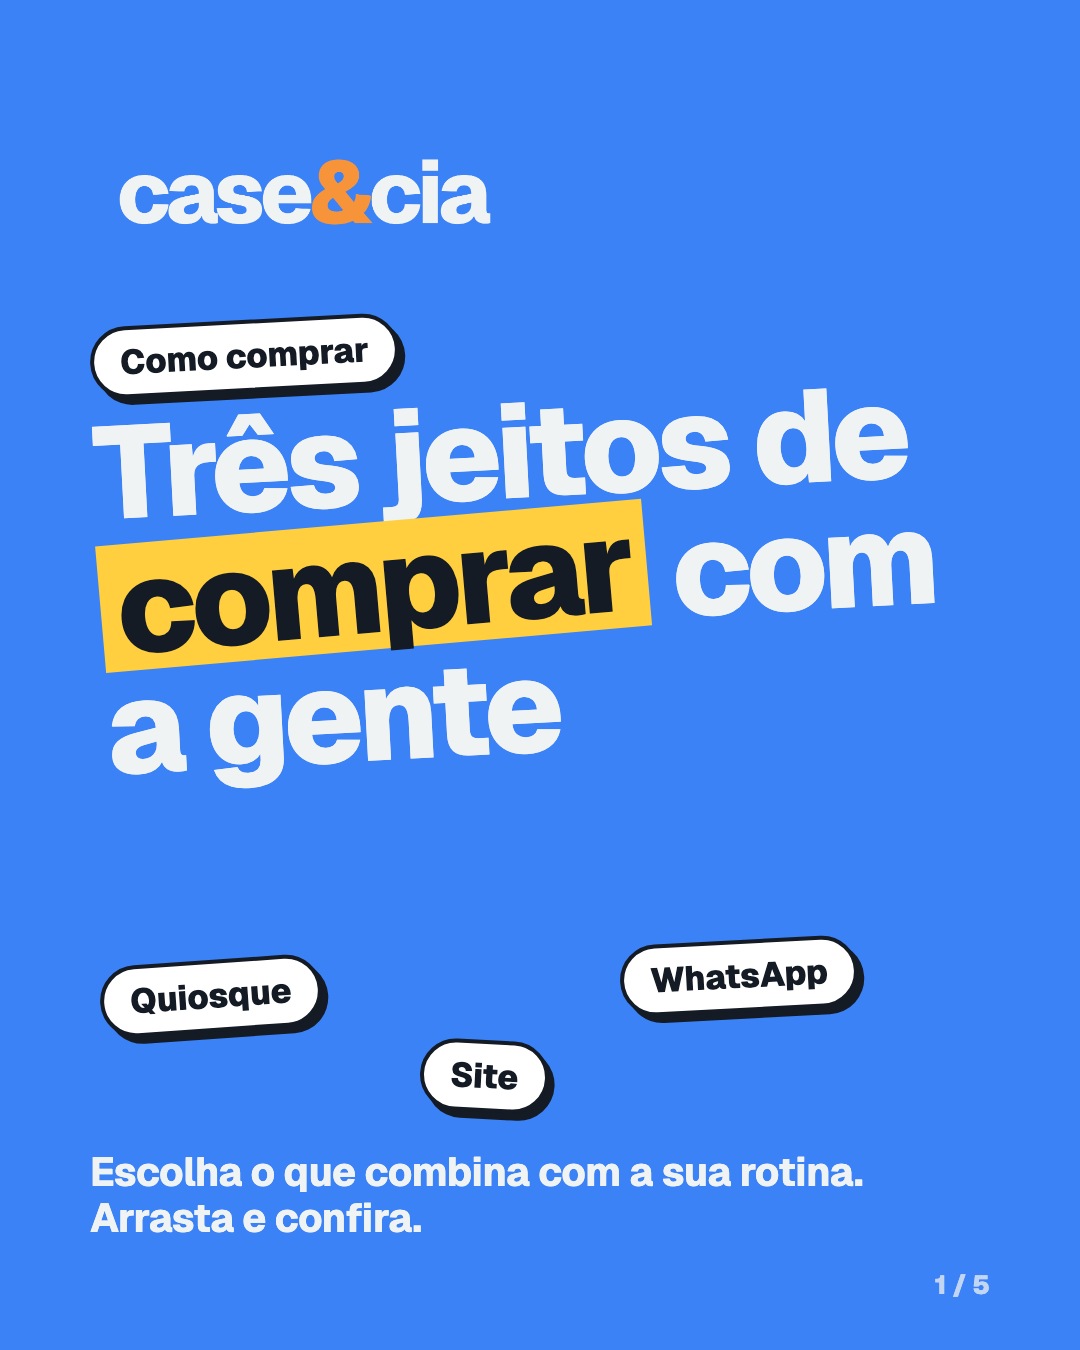 case&cia
Como comprar
Três jeitos de
comprar com
a gente
Quiosque
WhatsApp
Site
Escolha o que combina com a sua rotina.
Arrasta e confira.
1 / 5